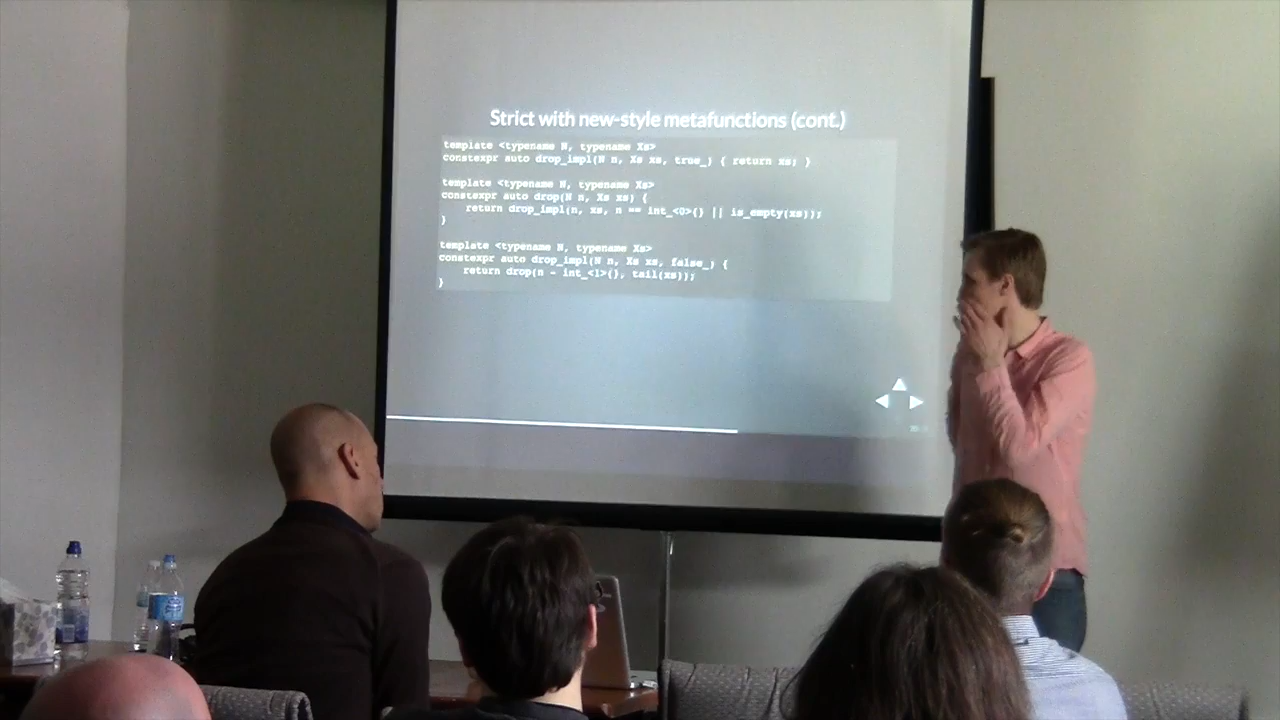 Strict with new-style metafunctions (cont.)
template <typename N, typename Xs>
constexpr auto drop_impl(N n, Xs xs, true_) { return xs; }
template <typename N, typename Xs>
constexpr auto drop(N n, Xs xs) {
return drop_impl(n, xs, n == int_<0>{} || is_empty(xs));
}
template <typename N, typename Xs>
constexpr auto drop_impl(N n, Xs xs, false_) {
return drop(n - int_<1>{}, tail(xs));
}